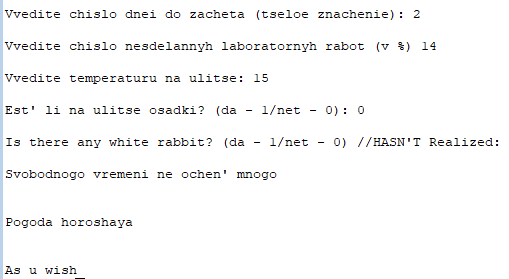 Vvedite chislo dnei do zacheta (tseloe znachenie): 2
Vvedite chislo nesdelannyh laboratornyh rabot (v %) 14
Vvedite temperaturu na ulitse: 15
Est' li na ulitse osadki? (da - 1/net - 0): 0
Is there any white rabbit? (da - 1/net - 0) //HASN'T Realized:
Svobodnogo vremeni ne ochen' mnogo
Pogoda horoshaya
As u wish_